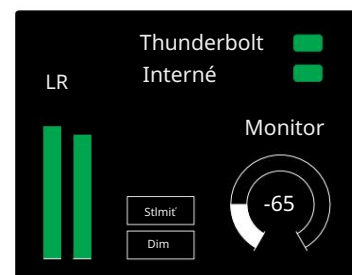 Thunderbolt
Interné
LR
Monitor
-65
Stlmiť
Dim